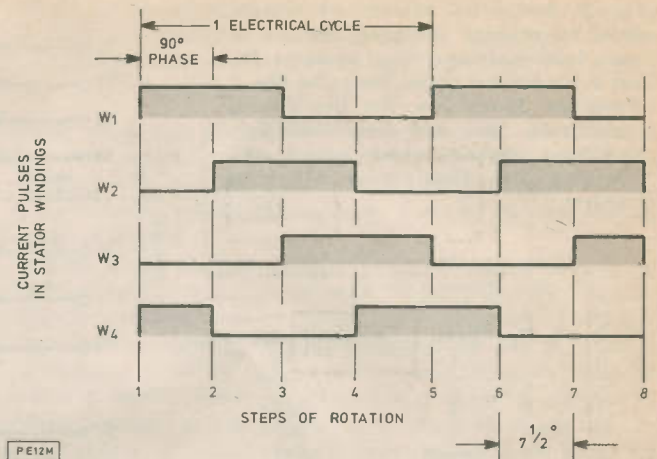 1 ELECTRICAL CYCLE
90°
PHASE
CURRENT PULSES
IN STATOR WINDINGS
W1
W2
W3
W4
1 2 3 4 5 6 7 8
STEPS OF ROTATION
7 1/2°
PE12M